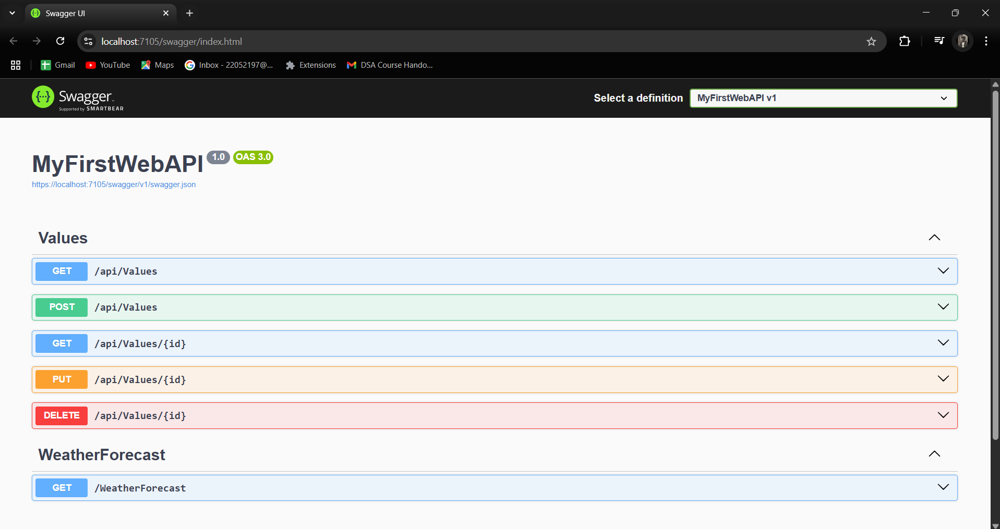 Swagger UI
localhost:7105/swagger/index.html
Gmail
YouTube
Maps
Inbox - 22052197@...
Extensions
DSA Course Hando...
Swagger
Supported by SMARTBEAR
Select a definition
MyFirstWebAPI v1
MyFirstWebAPI 1.0 OAS 3.0
https://localhost:7105/swagger/v1/swagger.json
Values
GET /api/Values
POST /api/Values
GET /api/Values/{id}
PUT /api/Values/{id}
DELETE /api/Values/{id}
WeatherForecast
GET /WeatherForecast